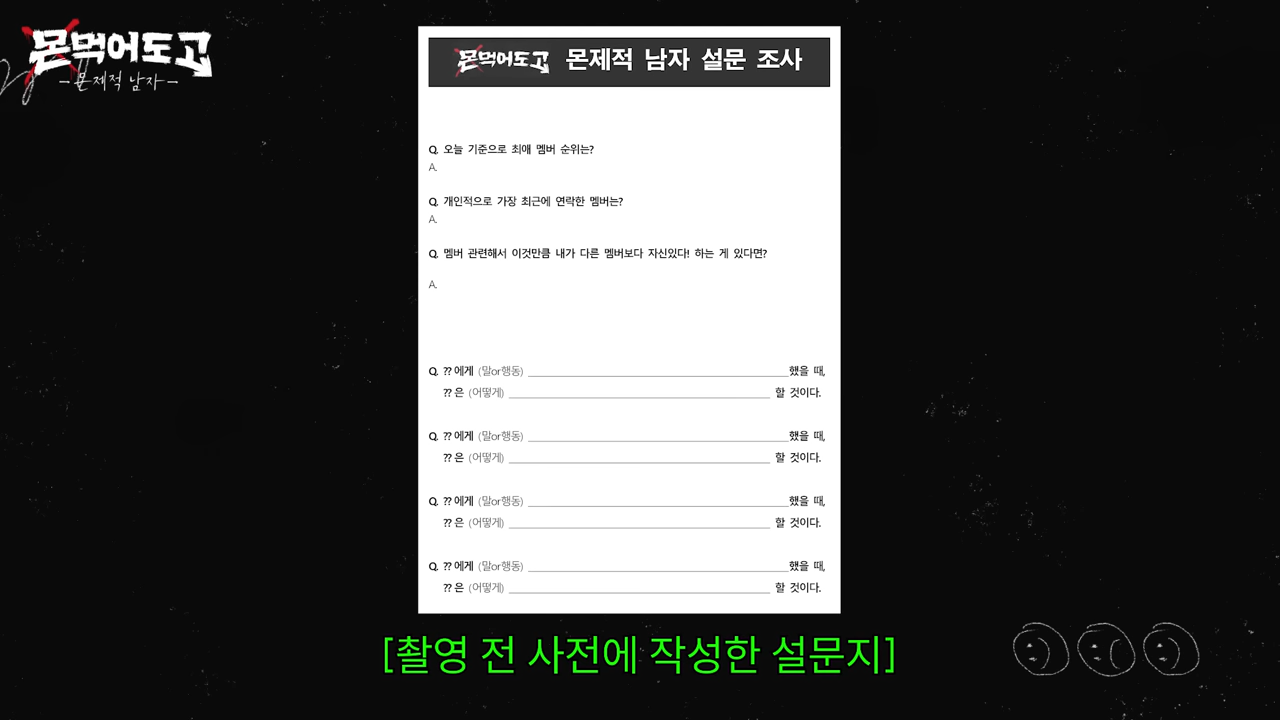 몬먹어도고
- 몬제적 남자 -
몬먹어도고 몬제적 남자 설문 조사
Q. 오늘 기준으로 최애 멤버 순위는?
A.
Q. 개인적으로 가장 최근에 연락한 멤버는?
A.
Q. 멤버 관련해서 이것만큼 내가 다른 멤버보다 자신있다! 하는 게 있다면?
A.
Q. ?? 에게 (말or행동) ______ 했을 때,
?? 은 (어떻게) ______ 할 것이다.
Q. ?? 에게 (말or행동) ______ 했을 때,
?? 은 (어떻게) ______ 할 것이다.
Q. ?? 에게 (말or행동) ______ 했을 때,
?? 은 (어떻게) ______ 할 것이다.
Q. ?? 에게 (말or행동) ______ 했을 때,
?? 은 (어떻게) ______ 할 것이다.
[촬영 전 사전에 작성한 설문지]